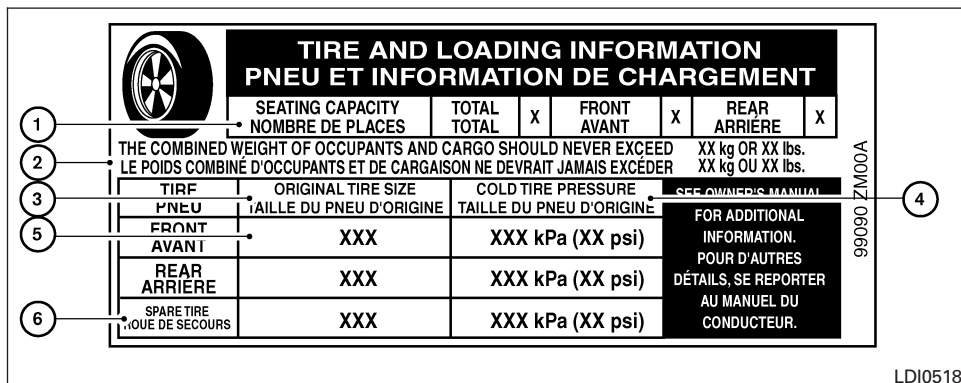 TIRE AND LOADING INFORMATION
PNEU ET INFORMATION DE CHARGEMENT
1
SEATING CAPACITY TOTAL X FRONT X REAR X
NOMBRE DE PLACES TOTAL AVANT ARRIÉRE
2
THE COMBINED WEIGHT OF OCCUPANTS AND CARGO SHOULD NEVER EXCEED XX kg OR XX lbs.
LE POIDS COMBINÉ D'OCCUPANTS ET DE CARGAISON NE DEVRAIT JAMAIS EXCÉDER XX kg OU XX lbs.
3
TIRE ORIGINAL TIRE SIZE COLD TIRE PRESSURE
PNEU TAILLE DU PNEU D'ORIGINE TAILLE DU PNEU D'ORIGINE
4
5
FRONT XXX XXX kPa (XX psi)
AVANT
REAR XXX XXX kPa (XX psi)
ARRIÉRE
6
SPARE TIRE XXX XXX kPa (XX psi)
ROUE DE SECOURS
SEE OWNER'S MANUAL
FOR ADDITIONAL
INFORMATION.
POUR D'AUTRES
DÉTAILS, SE REPORTER
AU MANUEL DU
CONDUCTEUR.
99090 ZM00A
LDI0518